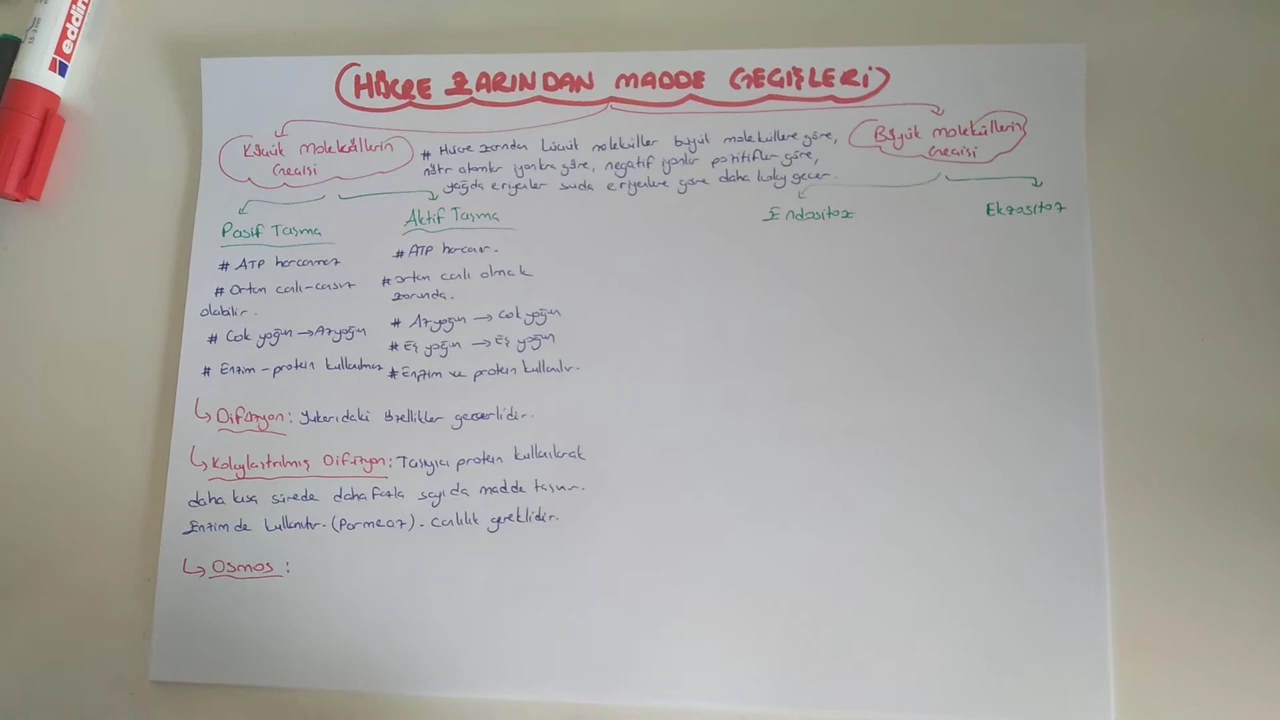 eddin
HÜCRE ZARINDAN MADDE GEÇİŞLERİ
Küçük moleküllerin
Geçişi
# Hücre zarından küçük moleküller büyük moleküllere göre,
nötr atomlar iyonlara göre, negatif iyonlar pozitifler göre,
yağda eriyenler suda eriyenlere göre daha kolay geçer.
Büyük moleküllerin
Geçişi
Pasif Taşıma
# ATP harcanmaz
# Ortam canlı-cansız
olabilir.
# Çok yoğun → Az yoğun
# Enzim - protein kullanılmaz
Aktif Taşıma
# ATP harcanır.
# Ortam canlı olmak
zorunda.
# Az yoğun → Çok yoğun
# Eş yoğun → Eş yoğun
# Enzim ve protein kullanılır.
Endositoz
Ekzositoz
↳ Difüzyon: Yukarıdaki özellikler geçerlidir.
↳ Kolaylaştırılmış Difüzyon: Taşıyıcı protein kullanılarak
daha kısa sürede daha fazla sayıda madde taşınır.
Enzim de kullanılır. (Permeaz). Canlılık gereklidir.
↳ Osmos :